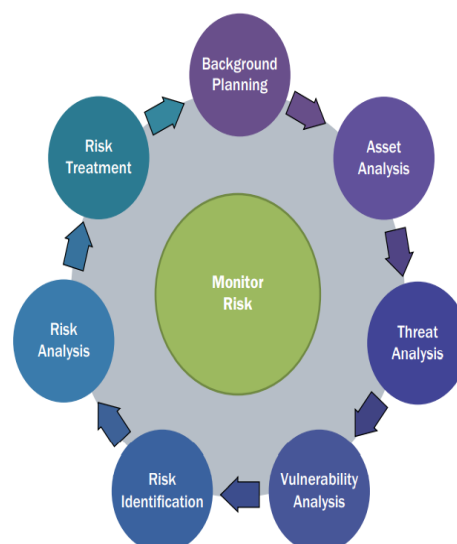 Background
Planning
Asset
Analysis
Threat
Analysis
Vulnerability
Analysis
Risk
Identification
Risk
Analysis
Risk
Treatment
Monitor
Risk